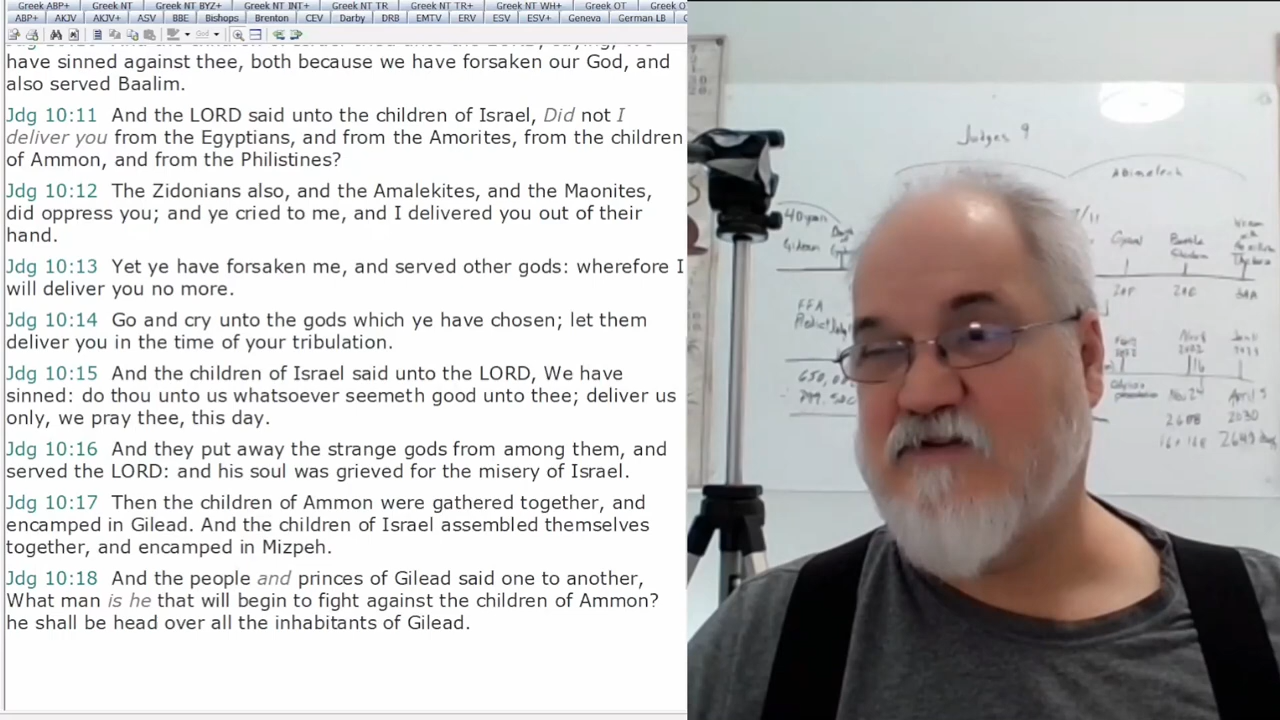 Greek ABP+ Greek NT Greek NT BYZ+ Greek NT INT+ Greek NT TR Greek NT TR+ Greek NT WH+ Greek OT
ABP+ AKJV AKJV+ ASV BBE Bishops Brenton CEV Darby DRB EMTV ERV ESV ESV+ Geneva German LB
have sinned against thee, both because we have forsaken our God, and
also served Baalim.
Jdg 10:11 And the LORD said unto the children of Israel, Did not I
deliver you from the Egyptians, and from the Amorites, from the children
of Ammon, and from the Philistines?
Jdg 10:12 The Zidonians also, and the Amalekites, and the Maonites,
did oppress you; and ye cried to me, and I delivered you out of their
hand.
Jdg 10:13 Yet ye have forsaken me, and served other gods: wherefore I
will deliver you no more.
Jdg 10:14 Go and cry unto the gods which ye have chosen; let them
deliver you in the time of your tribulation.
Jdg 10:15 And the children of Israel said unto the LORD, We have
sinned: do thou unto us whatsoever seemeth good unto thee; deliver us
only, we pray thee, this day.
Jdg 10:16 And they put away the strange gods from among them, and
served the LORD: and his soul was grieved for the misery of Israel.
Jdg 10:17 Then the children of Ammon were gathered together, and
encamped in Gilead. And the children of Israel assembled themselves
together, and encamped in Mizpeh.
Jdg 10:18 And the people and princes of Gilead said one to another,
What man is he that will begin to fight against the children of Ammon?
he shall be head over all the inhabitants of Gilead.
Judges 9
Abimelech
Gideon
Nov 24 April 5
2608 2030